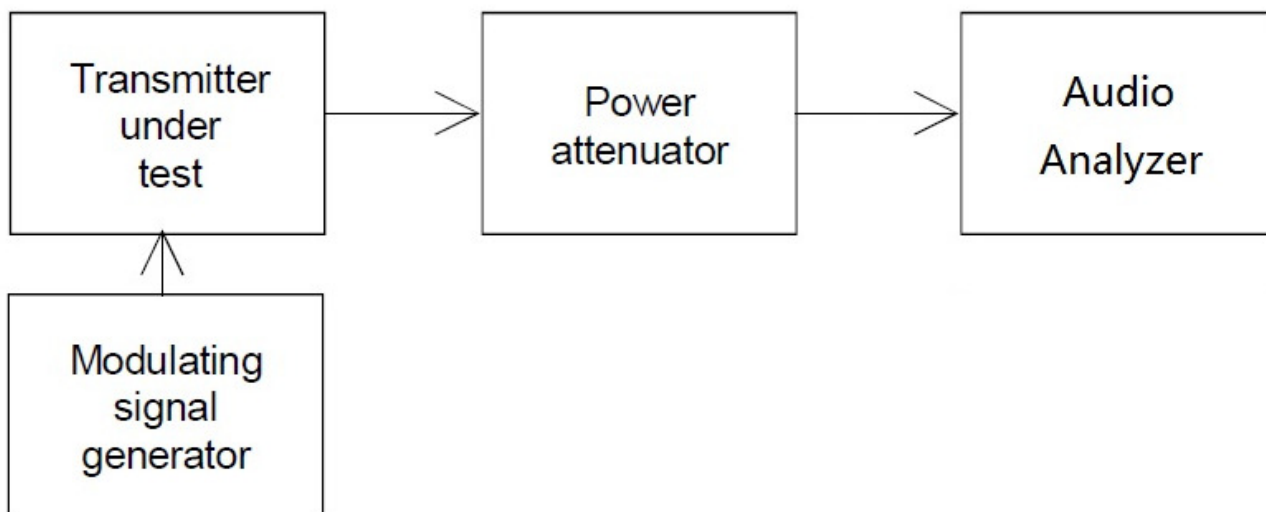 Transmitter
under
test
Power
attenuator
Audio
Analyzer
Modulating
signal
generator